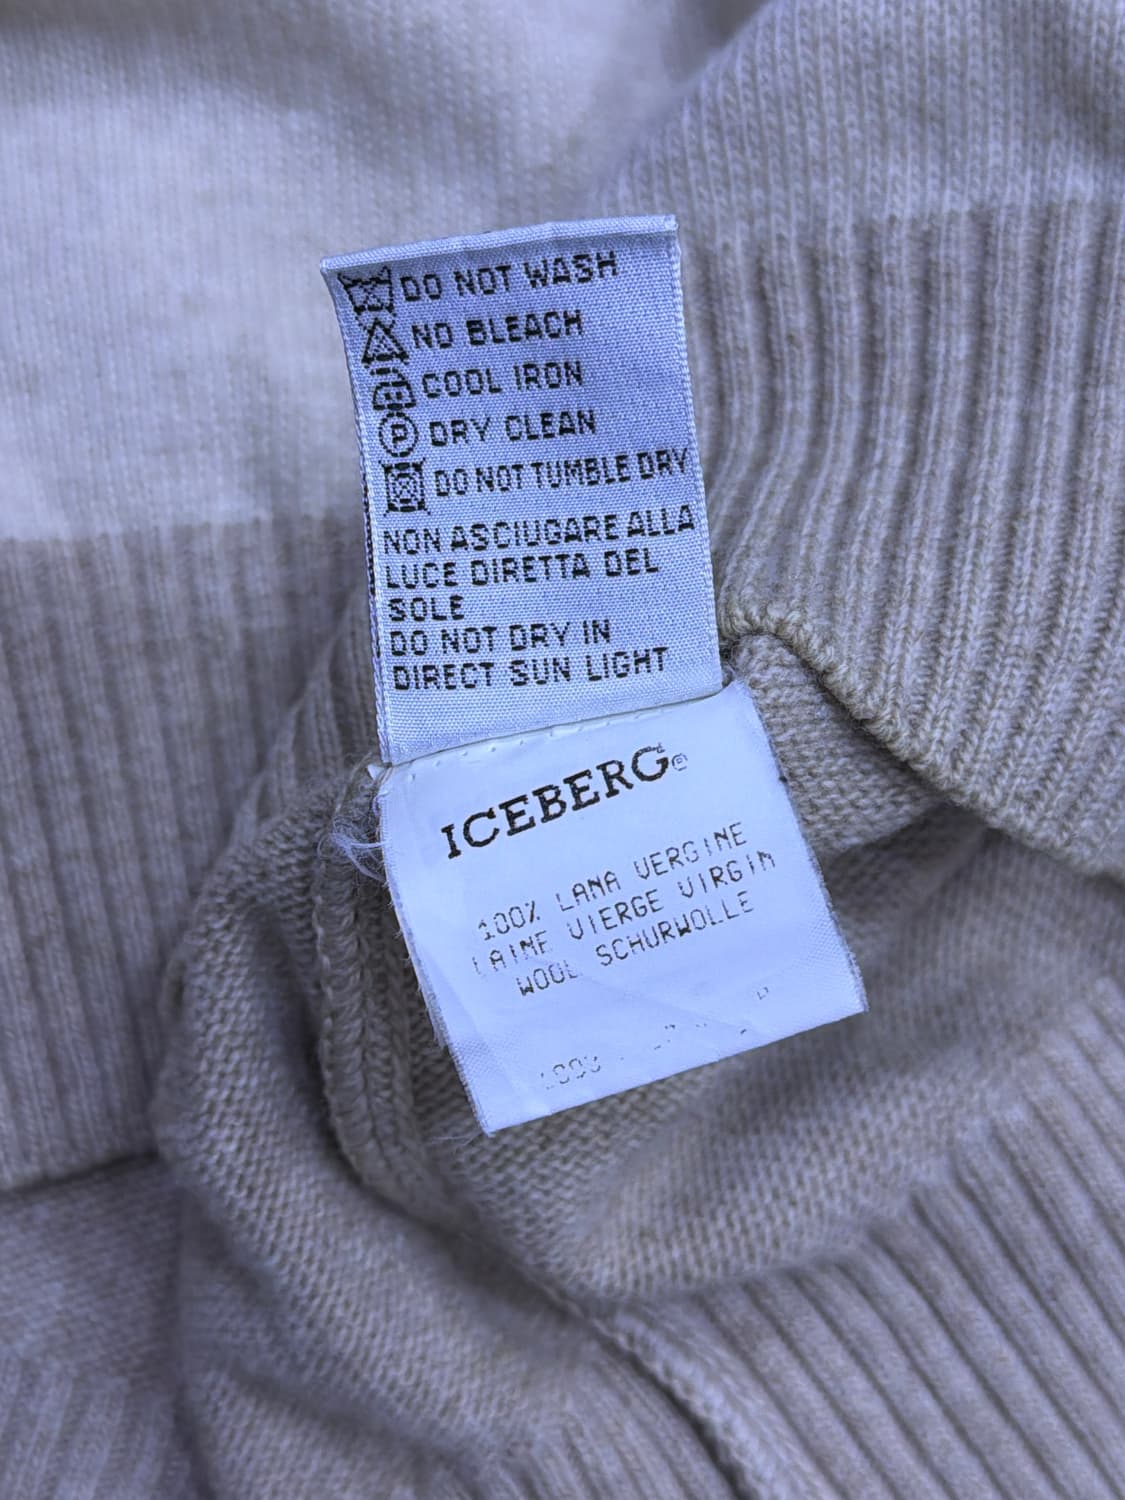 DO NOT WASH
NO BLEACH
COOL IRON
P DRY CLEAN
DO NOT TUMBLE DRY
NON ASCIUGARE ALLA
LUCE DIRETTA DEL
SOLE
DO NOT DRY IN
DIRECT SUN LIGHT
ICEBERG®
100% LANA VERGINE
LAINE VIERGE VIRGIN
WOOL SCHURWOLLE